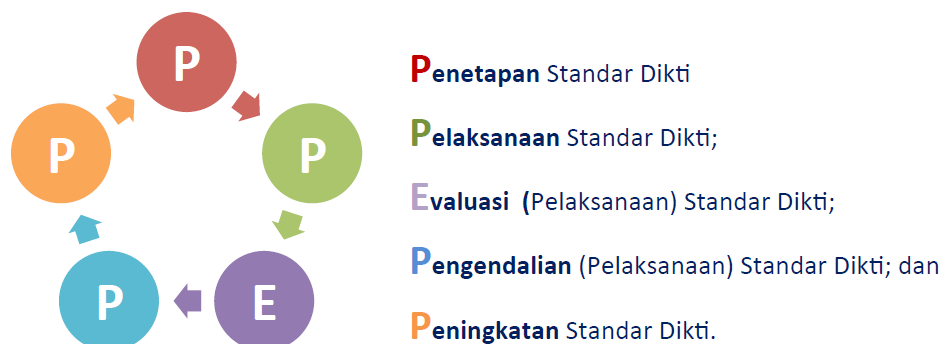 P
P
E
P
P
Penetapan Standar Dikti
Pelaksanaan Standar Dikti;
Evaluasi (Pelaksanaan) Standar Dikti;
Pengendalian (Pelaksanaan) Standar Dikti; dan
Peningkatan Standar Dikti.